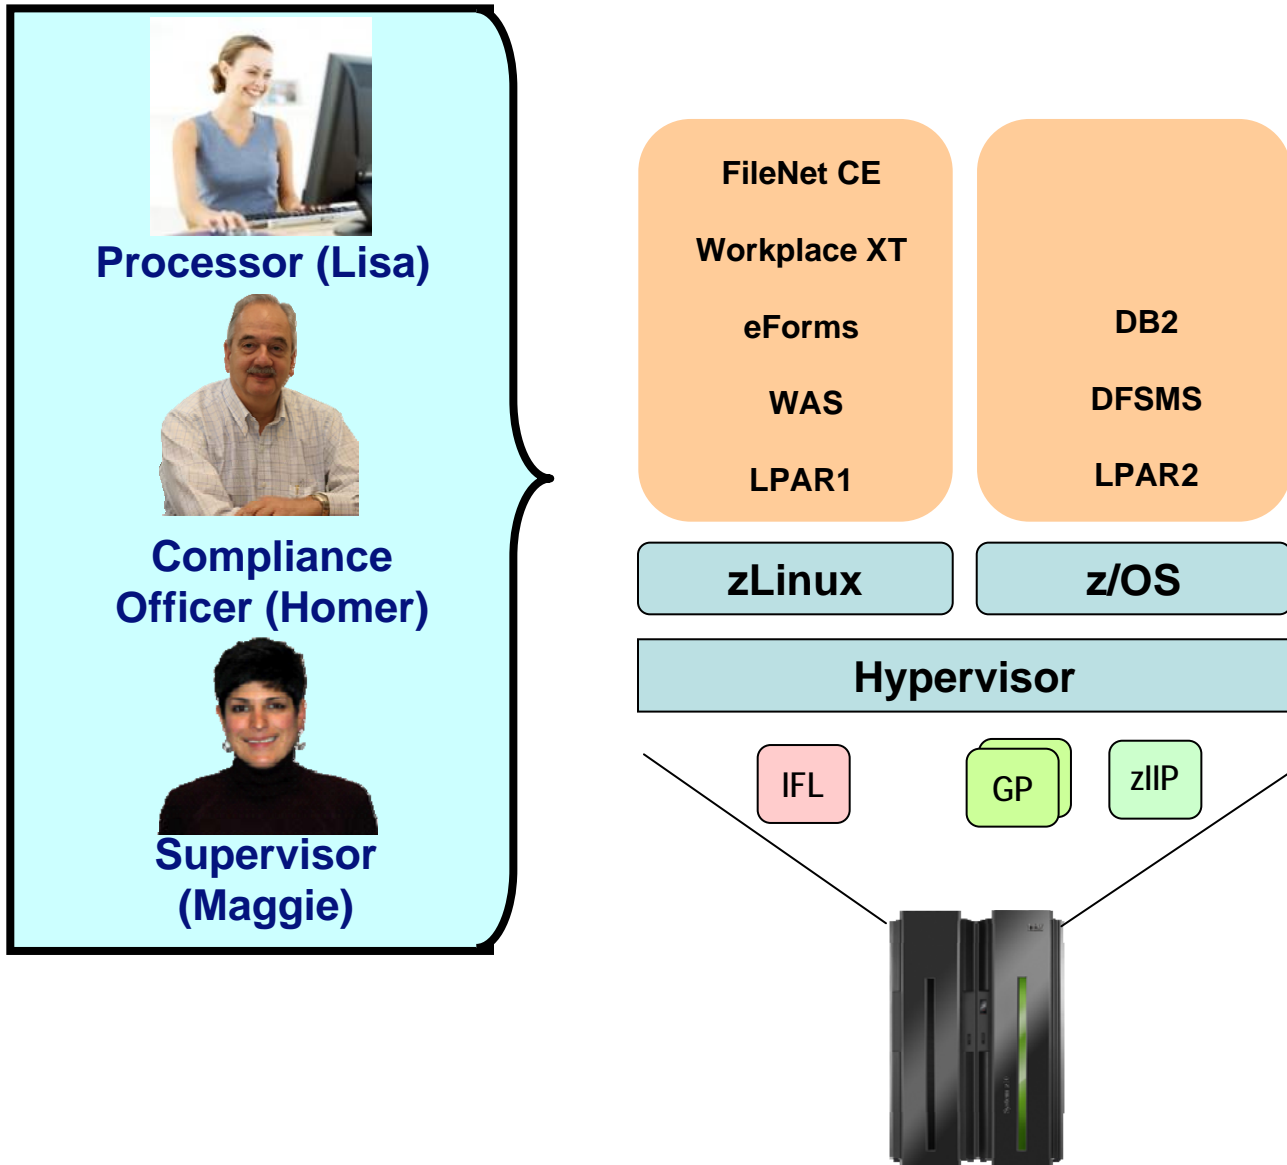 Processor (Lisa)
Compliance
Officer (Homer)
Supervisor
(Maggie)
FileNet CE
Workplace XT
eForms
WAS
LPAR1
DB2
DFSMS
LPAR2
zLinux
z/OS
Hypervisor
IFL
GP
zIIP